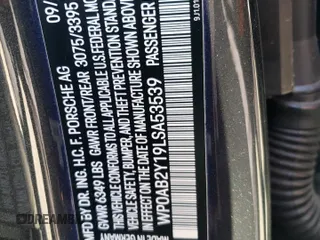 MFD BY DR. ING. H.C. F. PORSCHE AG 09/
GVWR 6349 LBS GAWR FRONT/REAR 3075/3395
THIS VEHICLE CONFORMS TO ALL APPLICABLE U.S. FEDERAL MO
SAFETY, BUMPER, AND THEFT PREVENTION STANDARDS
EFFECT ON THE DATE OF MANUFACTURE SHOWN ABOVE
WP0AB2Y19LSA53539 PASSENGER